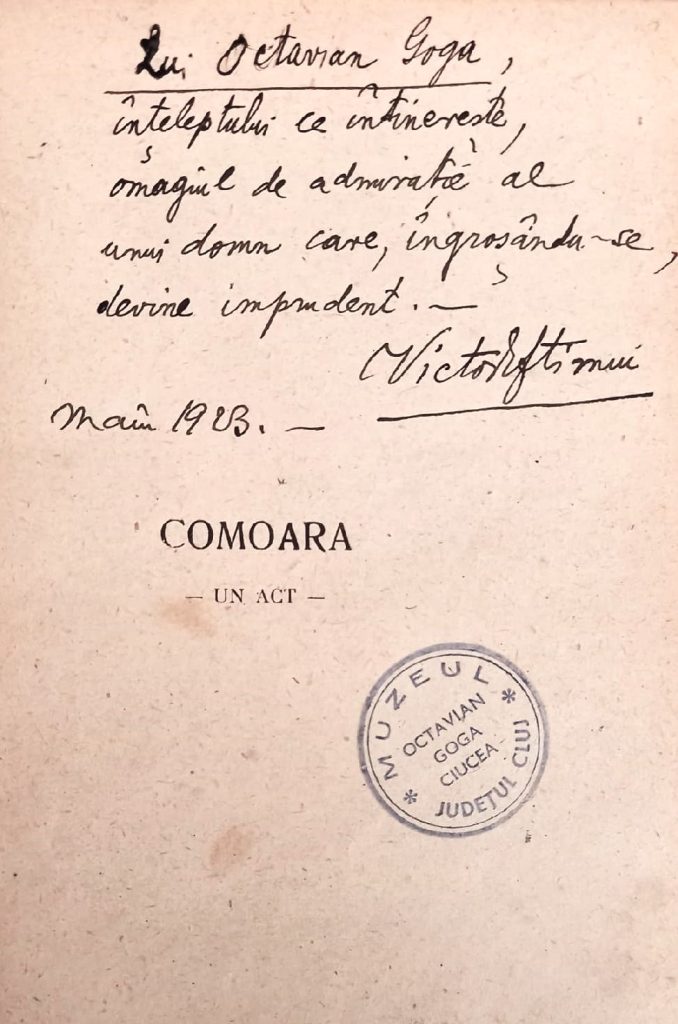 Lui Octavian Goga,
înțeleptului ce întinerește,
omagiul de admirație al
unui domn care, îngroșându-se,
devine imprudent. —
Victor Eftimiu
1923. —
COMOARA
— UN ACT —
* MUZEUL *
OCTAVIAN
GOGA
CIUCEA
JUDEȚUL CLUJ